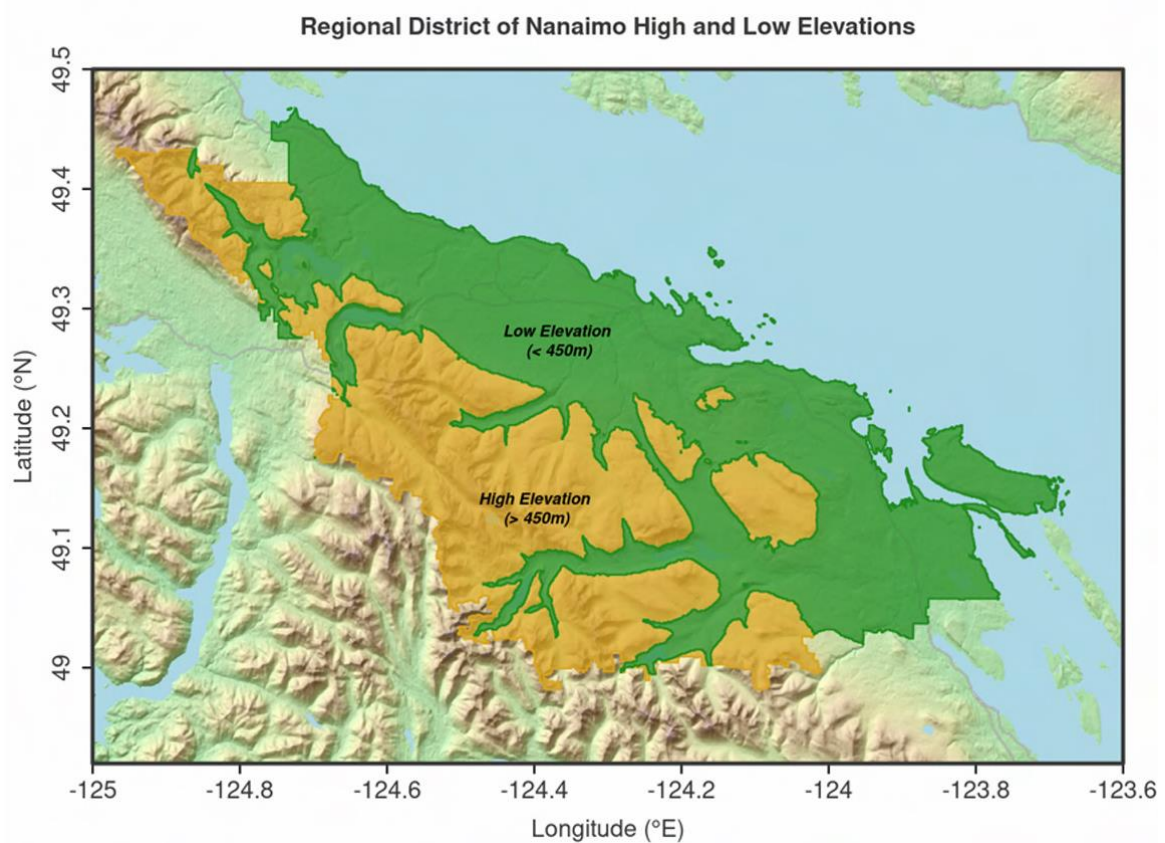 Regional District of Nanaimo High and Low Elevations
49.5
49.4
49.3
49.2
49.1
49
Latitude (°N)
Low Elevation
(< 450m)
High Elevation
(> 450m)
-125
-124.8
-124.6
-124.4
-124.2
-124
-123.8
-123.6
Longitude (°E)